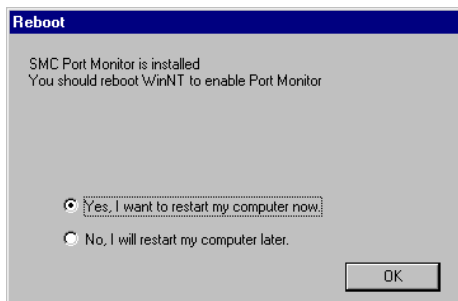 Reboot
SMC Port Monitor is installed
You should reboot WinNT to enable Port Monitor
Yes, I want to restart my computer now.
No, I will restart my computer later.
OK